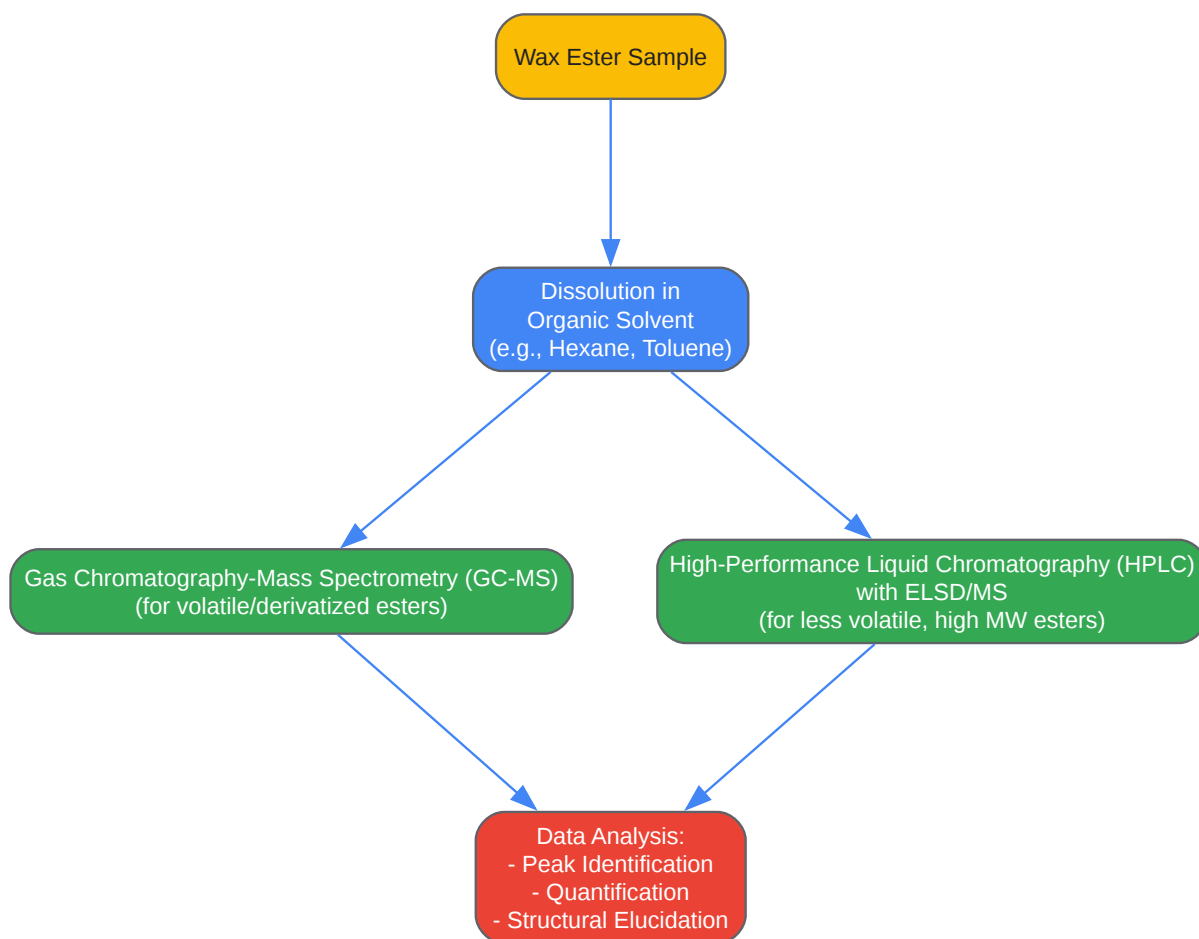 Wax Ester Sample
Dissolution in
Organic Solvent
(e.g., Hexane, Toluene)
Gas Chromatography-Mass Spectrometry (GC-MS)
(for volatile/derivatized esters)
High-Performance Liquid Chromatography (HPLC)
with ELSD/MS
(for less volatile, high MW esters)
Data Analysis:
- Peak Identification
- Quantification
- Structural Elucidation